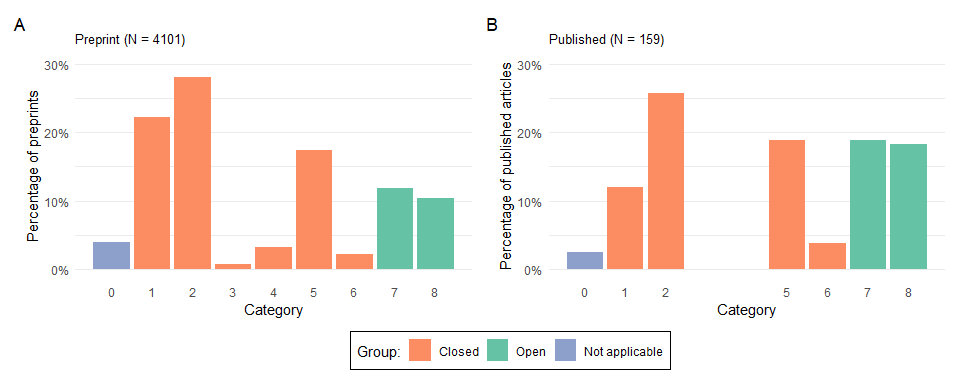 A
Preprint (N = 4101)
Percentage of preprints
30%
20%
10%
0%
0 1 2 3 4 5 6 7 8
Category
B
Published (N = 159)
Percentage of published articles
30%
20%
10%
0%
0 1 2 5 6 7 8
Category
Group: Closed Open Not applicable